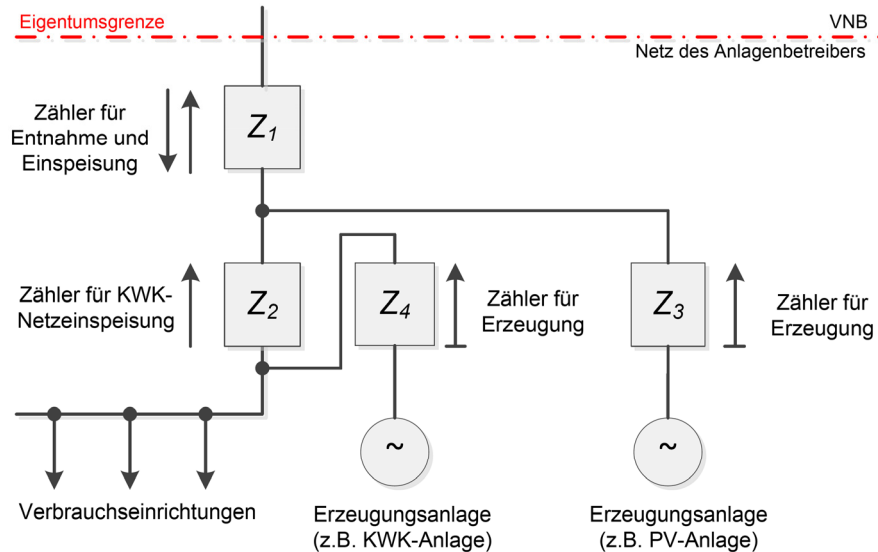 Eigentumsgrenze
VNB
Netz des Anlagenbetreibers
Zähler für
Entnahme und
Einspeisung
Z1
Zähler für KWK-
Netzeinspeisung
Z2
Z4
Zähler für
Erzeugung
Z3
Zähler für
Erzeugung
~
~
Verbrauchseinrichtungen
Erzeugungsanlage
(z.B. KWK-Anlage)
Erzeugungsanlage
(z.B. PV-Anlage)